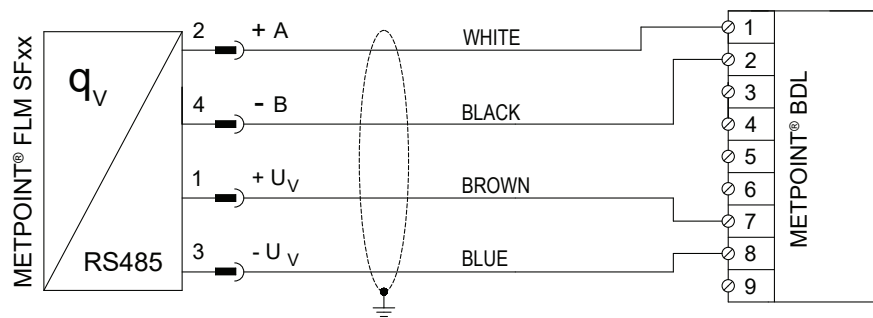 METPOINT® FLM SFxx
qV
RS485
2 + A WHITE
4 - B BLACK
1 + UV BROWN
3 - UV BLUE
1
2
3
4
5
6
7
8
9
METPOINT® BDL